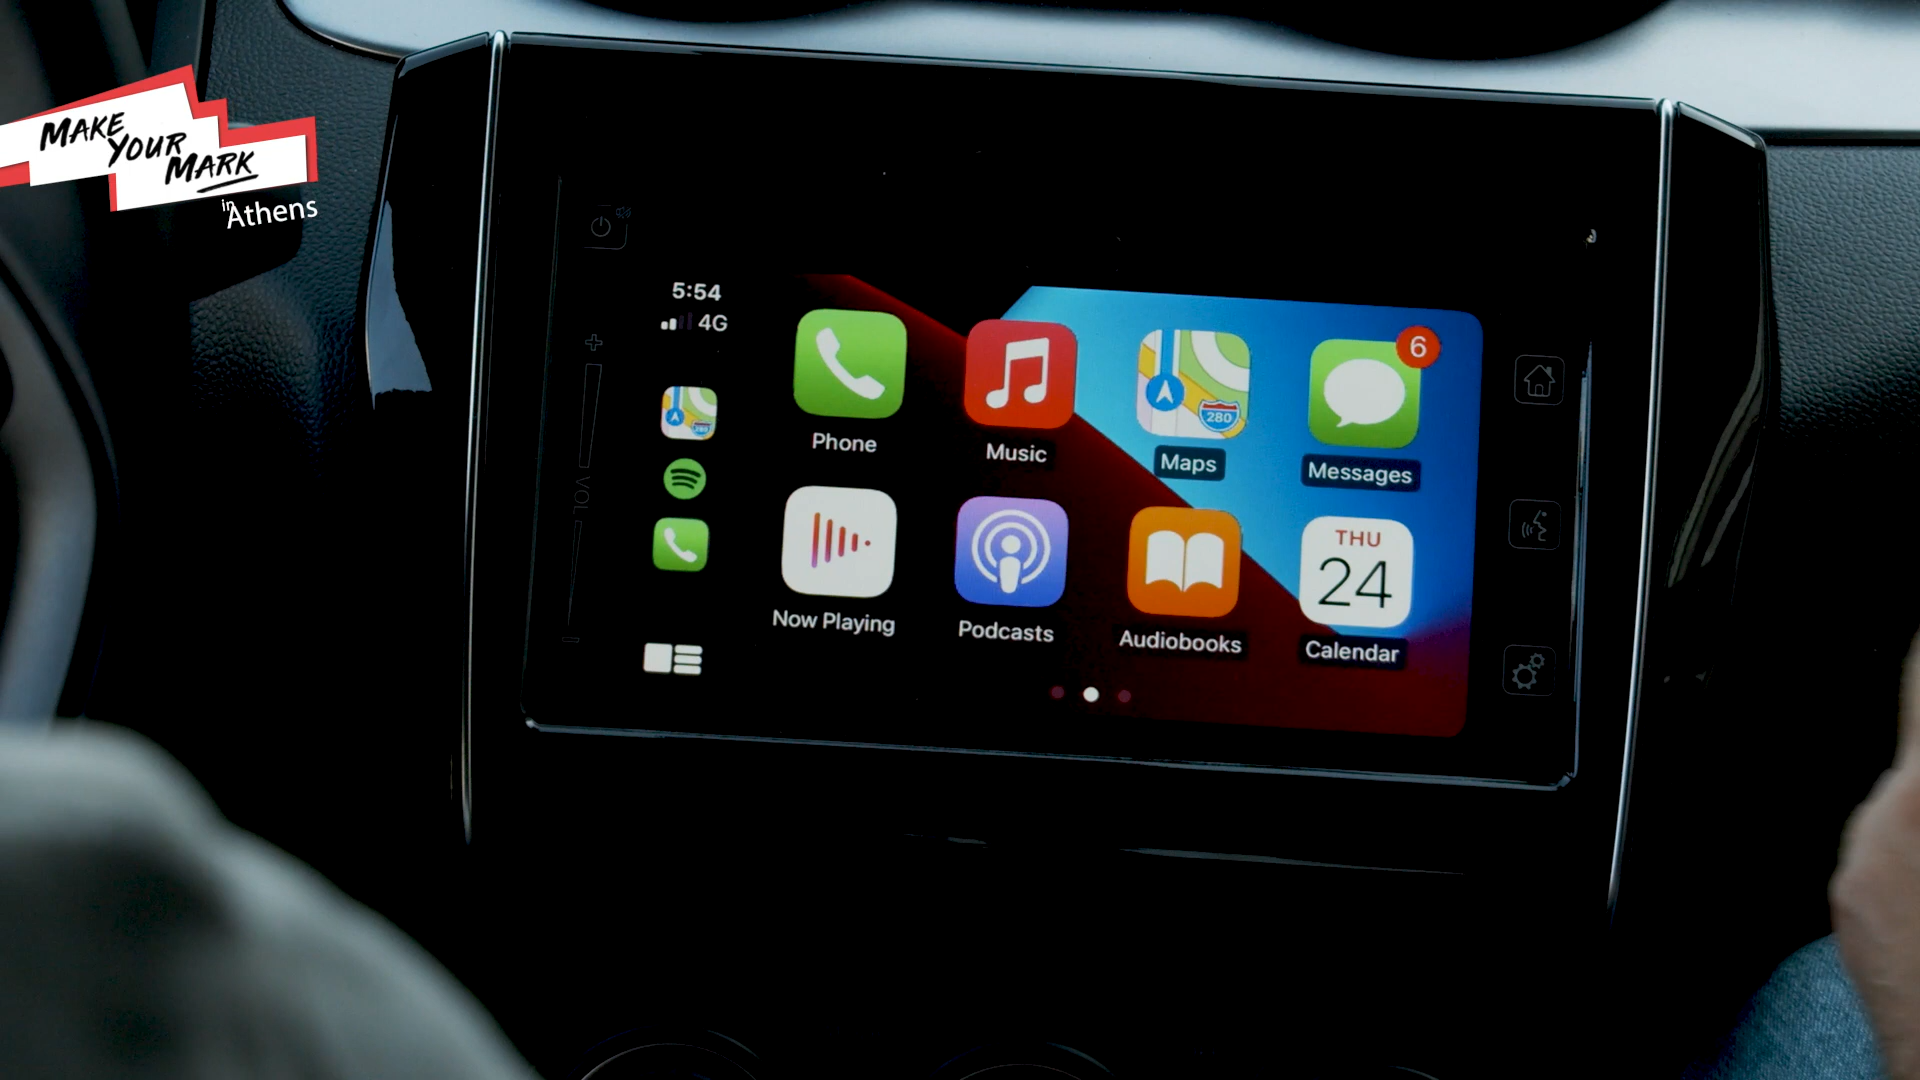 MAKE
YOUR
MARK
in
Athens
5:54
4G
6
280
Phone
Music
Maps
Messages
VOL
THU
24
Now Playing
Podcasts
Audiobooks
Calendar